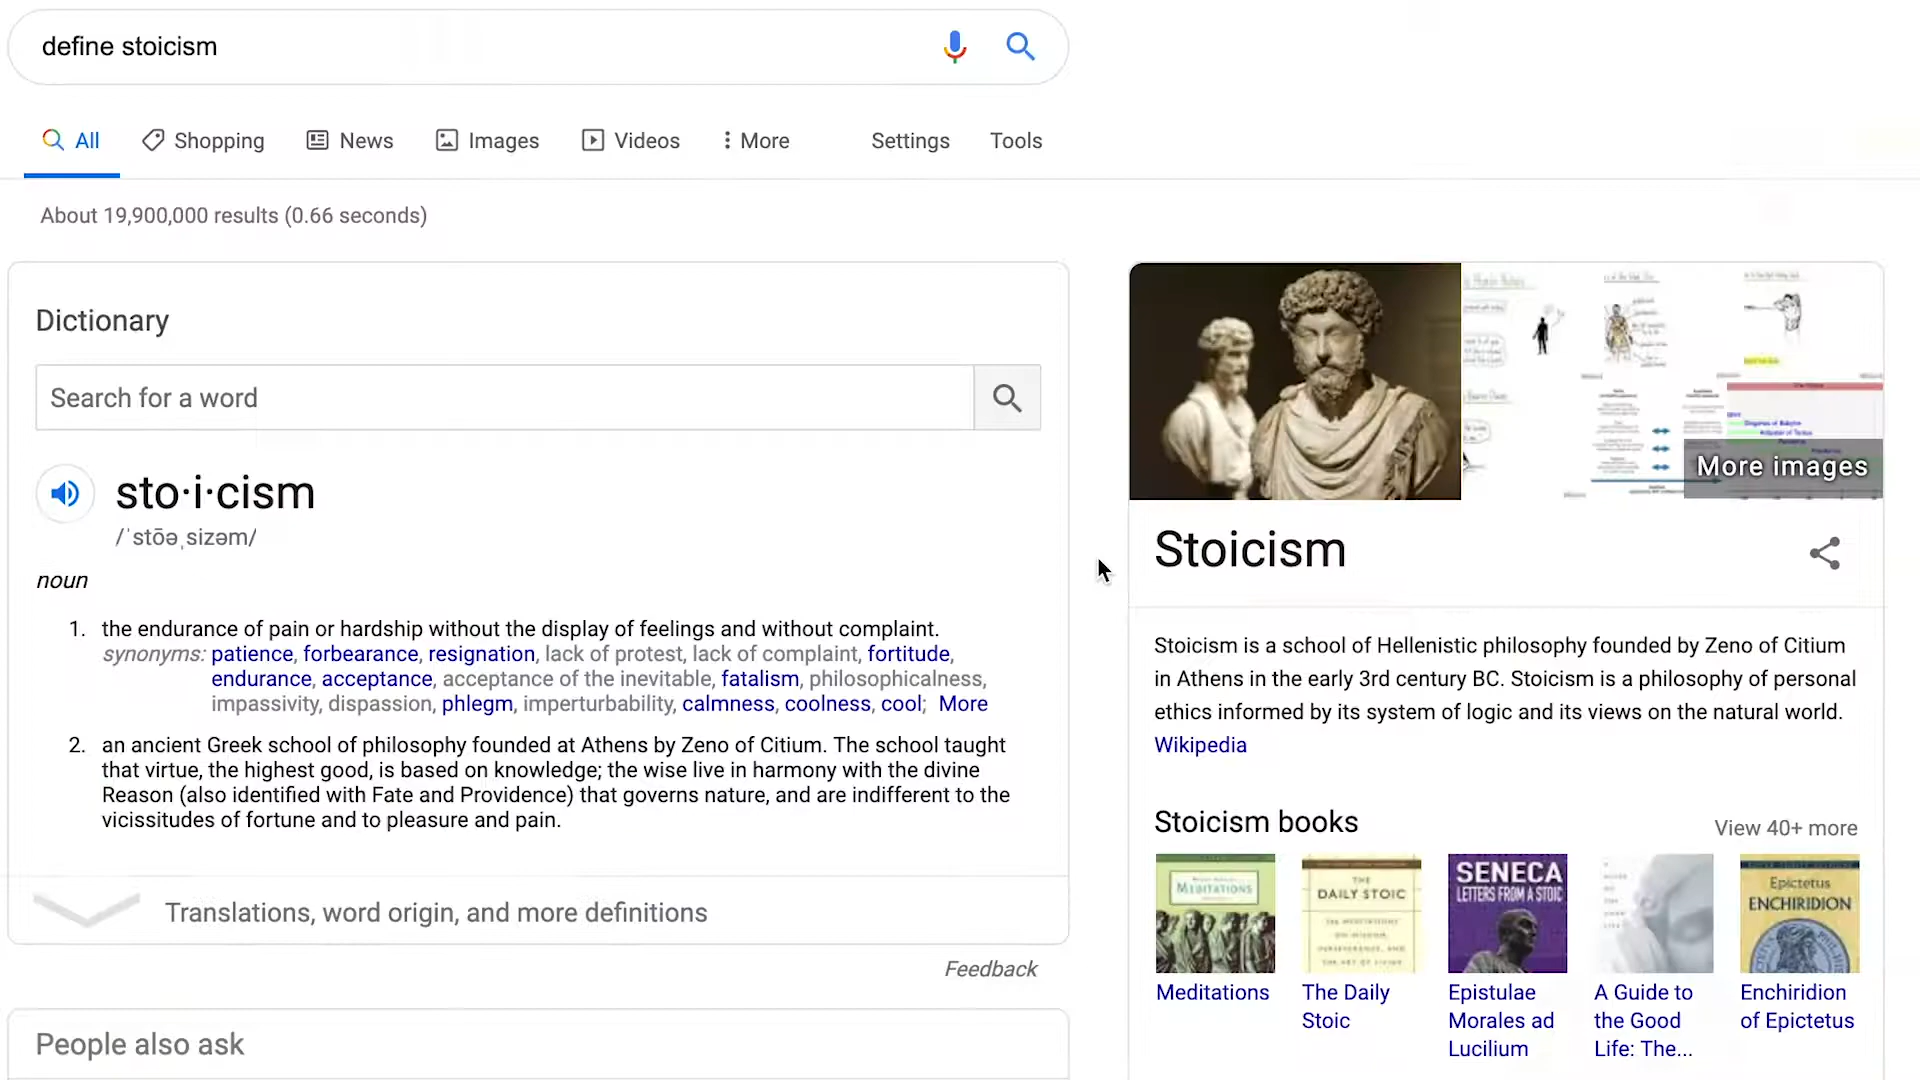 define stoicism
All
Shopping
News
Images
Videos
More
Settings
Tools
About 19,900,000 results (0.66 seconds)
Dictionary
Search for a word
sto·i·cism
/ˈstōəˌsizəm/
noun
1. the endurance of pain or hardship without the display of feelings and without complaint.
synonyms: patience, forbearance, resignation, lack of protest, lack of complaint, fortitude,
endurance, acceptance, acceptance of the inevitable, fatalism, philosophicalness,
impassivity, dispassion, phlegm, imperturbability, calmness, coolness, cool; More
2. an ancient Greek school of philosophy founded at Athens by Zeno of Citium. The school taught
that virtue, the highest good, is based on knowledge; the wise live in harmony with the divine
Reason (also identified with Fate and Providence) that governs nature, and are indifferent to the
vicissitudes of fortune and to pleasure and pain.
Translations, word origin, and more definitions
Feedback
People also ask
More images
Stoicism
Stoicism is a school of Hellenistic philosophy founded by Zeno of Citium
in Athens in the early 3rd century BC. Stoicism is a philosophy of personal
ethics informed by its system of logic and its views on the natural world.
Wikipedia
Stoicism books
View 40+ more
MEDITATIONS
THE
DAILY STOIC
SENECA
LETTERS FROM A STOIC
Epictetus
ENCHIRIDION
Meditations
The Daily
Stoic
Epistulae
Morales ad
Lucilium
A Guide to
the Good
Life: The...
Enchiridion
of Epictetus